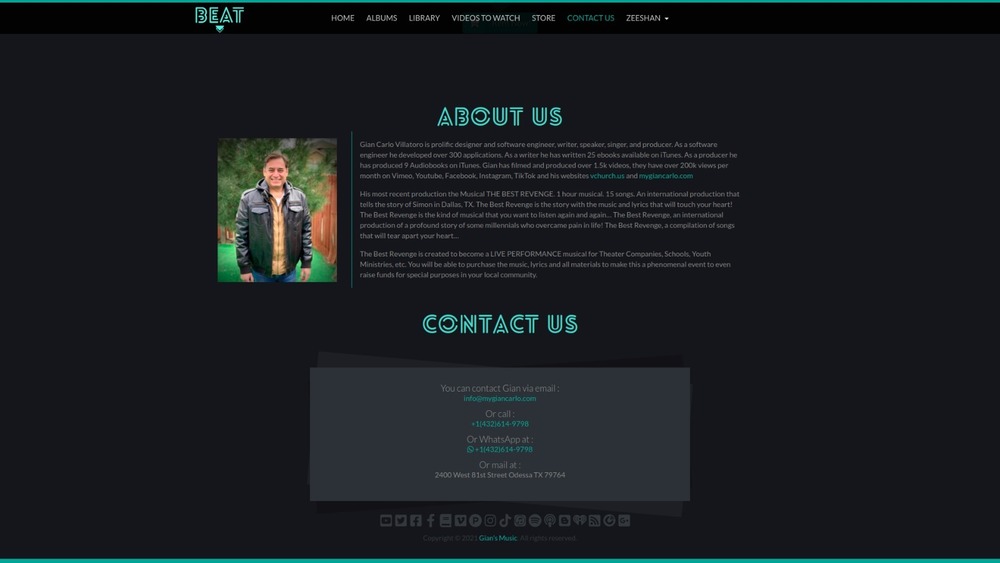 BEAT
HOME ALBUMS LIBRARY VIDEOS TO WATCH STORE CONTACT US ZEESHAN
ABOUT US
Gian Carlo Villatoro is prolific designer and software engineer, writer, speaker, singer, and producer. As a software
engineer he developed over 300 applications. As a writer he has written 25 ebooks available on iTunes. As a producer he
has produced 9 Audiobooks on iTunes. Gian has filmed and produced over 1.5k videos, they have over 200k views per
month on Vimeo, Youtube, Facebook, Instagram, TikTok and his websites vchurch.us and mygiancarlo.com
His most recent production the Musical THE BEST REVENGE. 1 hour musical. 15 songs. An international production that
tells the story of Simon in Dallas, TX. The Best Revenge is the story with the music and lyrics that will touch your heart!
The Best Revenge is the kind of musical that you want to listen again and again... The Best Revenge, an international
production of a profound story of some millennials who overcame pain in life! The Best Revenge, a compilation of songs
that will tear apart your heart...
The Best Revenge is created to become a LIVE PERFORMANCE musical for Theater Companies, Schools, Youth
Ministries, etc. You will be able to purchase the music, lyrics and all materials to make this a phenomenal event to even
raise funds for special purposes in your local community.
CONTACT US
You can contact Gian via email :
info@mygiancarlo.com
Or call :
+1(432)614-9798
Or WhatsApp at :
+1(432)614-9798
Or mail at :
2400 West 81st Street Odessa TX 79764
Copyright © 2021 Gian's Music. All rights reserved.